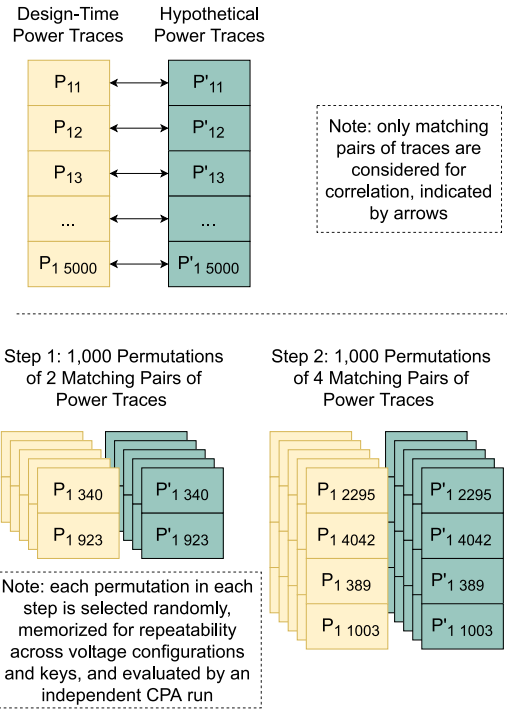 Design-Time
Power Traces
Hypothetical
Power Traces
P11
P'11
P12
P'12
P13
P'13
...
...
P1 5000
P'1 5000
Note: only matching
pairs of traces are
considered for
correlation, indicated
by arrows
Step 1: 1,000 Permutations
of 2 Matching Pairs of
Power Traces
P1 340
P'1 340
P1 923
P'1 923
Note: each permutation in each
step is selected randomly,
memorized for repeatability
across voltage configurations
and keys, and evaluated by an
independent CPA run
Step 2: 1,000 Permutations
of 4 Matching Pairs of
Power Traces
P1 2295
P'1 2295
P1 4042
P'1 4042
P1 389
P'1 389
P1 1003
P'1 1003